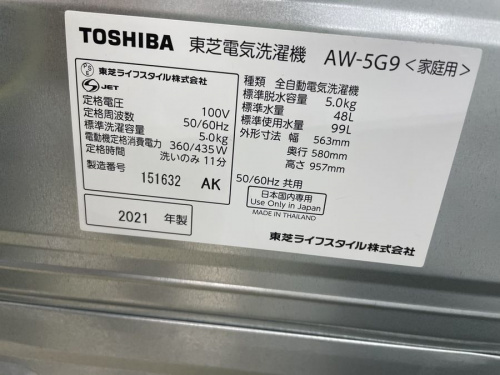 TOSHIBA 東芝電気洗濯機 AW-5G9<家庭用>
PS E 東芝ライフスタイル株式会社
JET
定格電圧 100V
定格周波数 50/60Hz
標準洗濯容量 5.0kg
電動機定格消費電力 360/435W
定格時間 洗いのみ 11分
製造番号
151632 AK
2021 年製
種類 全自動電気洗濯機
標準脱水容量 5.0kg
標準水量 48L
標準使用水量 99L
外形寸法 幅 563mm
奥行 580mm
高さ 957mm
50/60Hz 共用
日本国内専用
Use Only in Japan
MADE IN THAILAND
東芝ライフスタイル株式会社